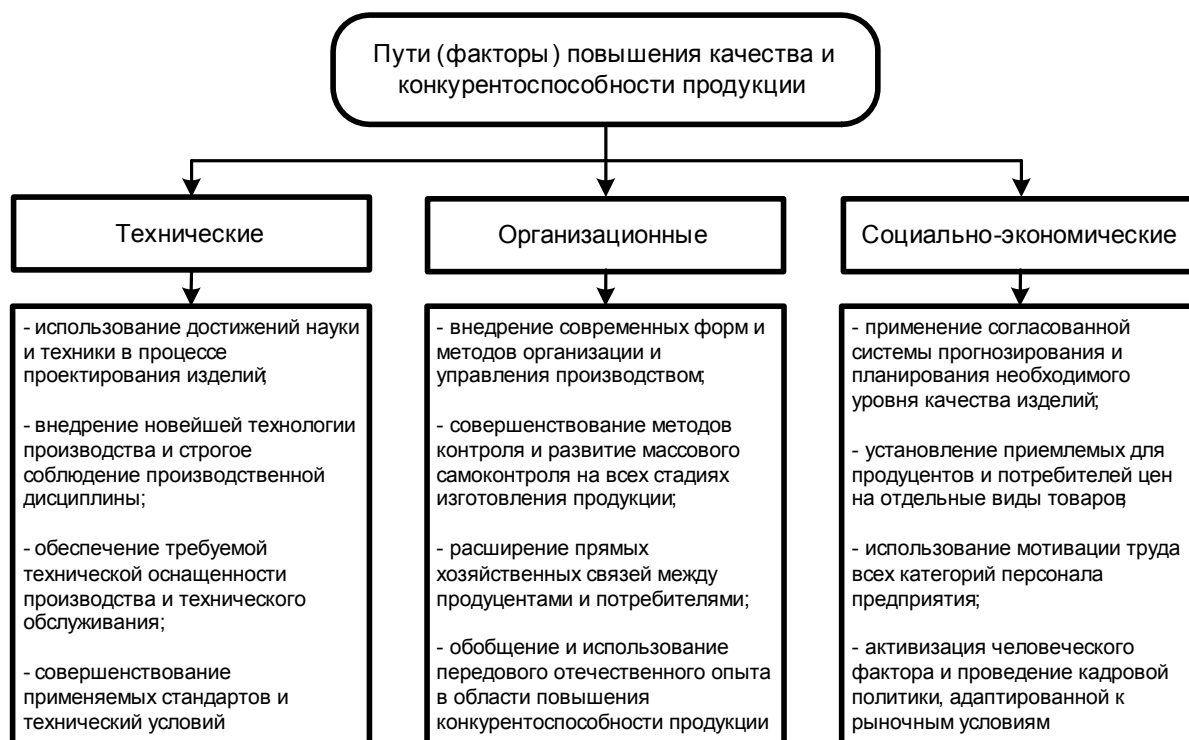 Пути (факторы) повышения качества и
конкурентоспособности продукции
Технические
Организационные
Социально-экономические
- использование достижений науки
и техники в процессе
проектирования изделий;
- внедрение новейшей технологии
производства и строгое
соблюдение производственной
дисциплины;
- обеспечение требуемой
технической оснащенности
производства и технического
обслуживания;
- совершенствование
применяемых стандартов и
технический условий
- внедрение современных форм и
методов организации и
управления производством;
- совершенствование методов
контроля и развитие массового
самоконтроля на всех стадиях
изготовления продукции;
- расширение прямых
хозяйственных связей между
продуцентами и потребителями;
- обобщение и использование
передового отечественного опыта
в области повышения
конкурентоспособности продукции
- применение согласованной
системы прогнозирования и
планирования необходимого
уровня качества изделий;
- установление приемлемых для
продуцентов и потребителей цен
на отдельные виды товаров;
- использование мотивации труда
всех категорий персонала
предприятия;
- активизация человеческого
фактора и проведение кадровой
политики, адаптированной к
рыночным условиям